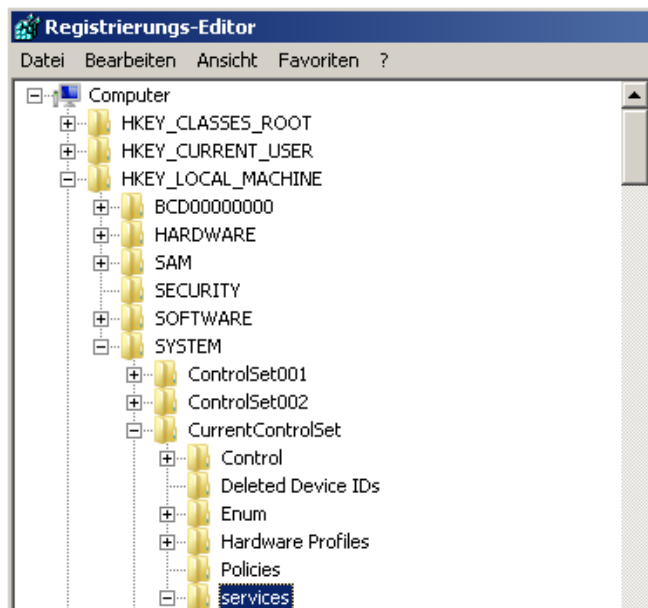 Registrierungs-Editor
Datei Bearbeiten Ansicht Favoriten ?
Computer
HKEY_CLASSES_ROOT
HKEY_CURRENT_USER
HKEY_LOCAL_MACHINE
BCD00000000
HARDWARE
SAM
SECURITY
SOFTWARE
SYSTEM
ControlSet001
ControlSet002
CurrentControlSet
Control
Deleted Device IDs
Enum
Hardware Profiles
Policies
services